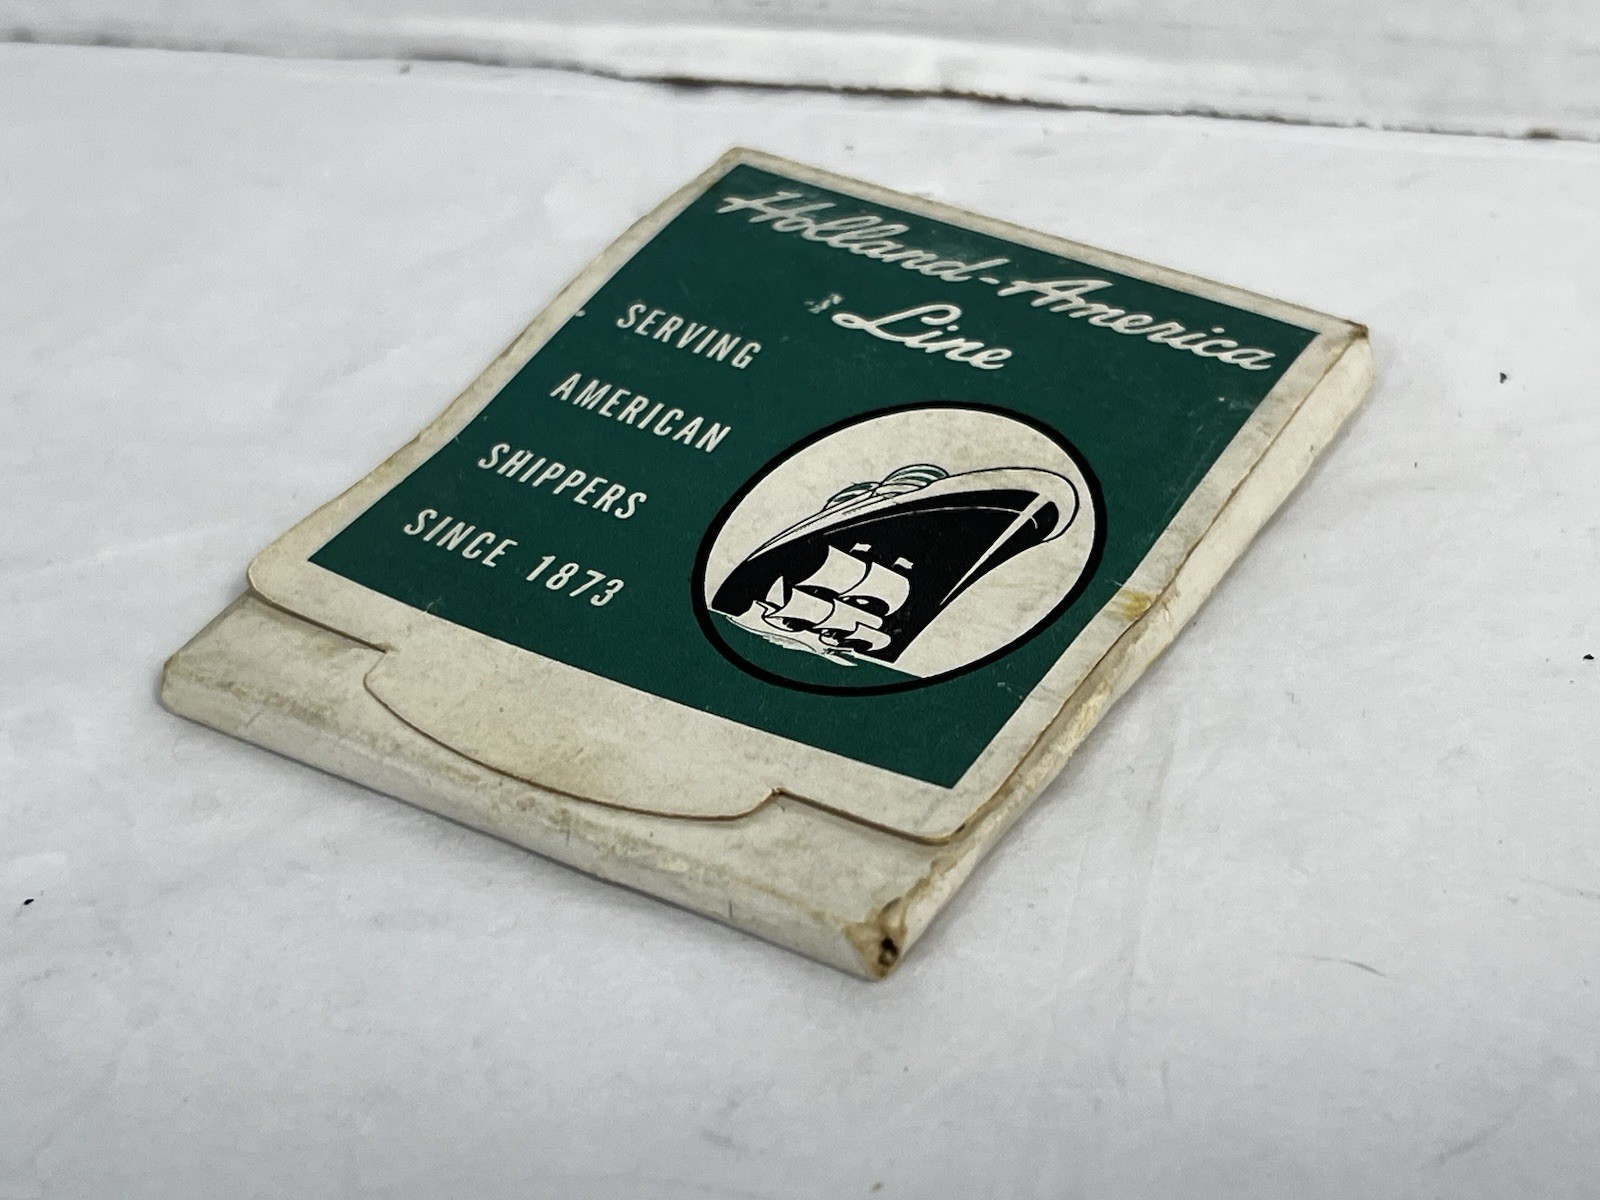 Holland-America
Line
SERVING
AMERICAN
SHIPPERS
SINCE 1873